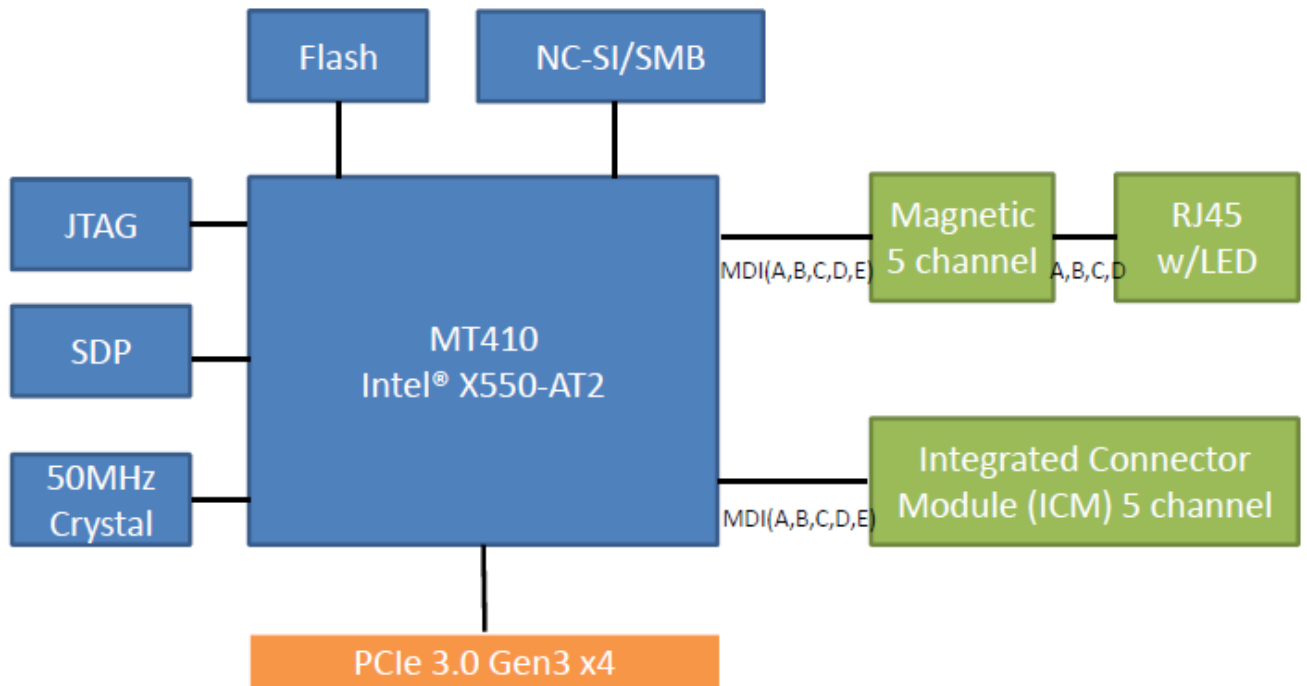 Flash
NC-SI/SMB
JTAG
SDP
50MHz
Crystal
MT410
Intel® X550-AT2
MDI(A,B,C,D,E)
Magnetic
5 channel
A,B,C,D
RJ45
w/LED
MDI(A,B,C,D,E)
Integrated Connector
Module (ICM) 5 channel
PCIe 3.0 Gen3 x4